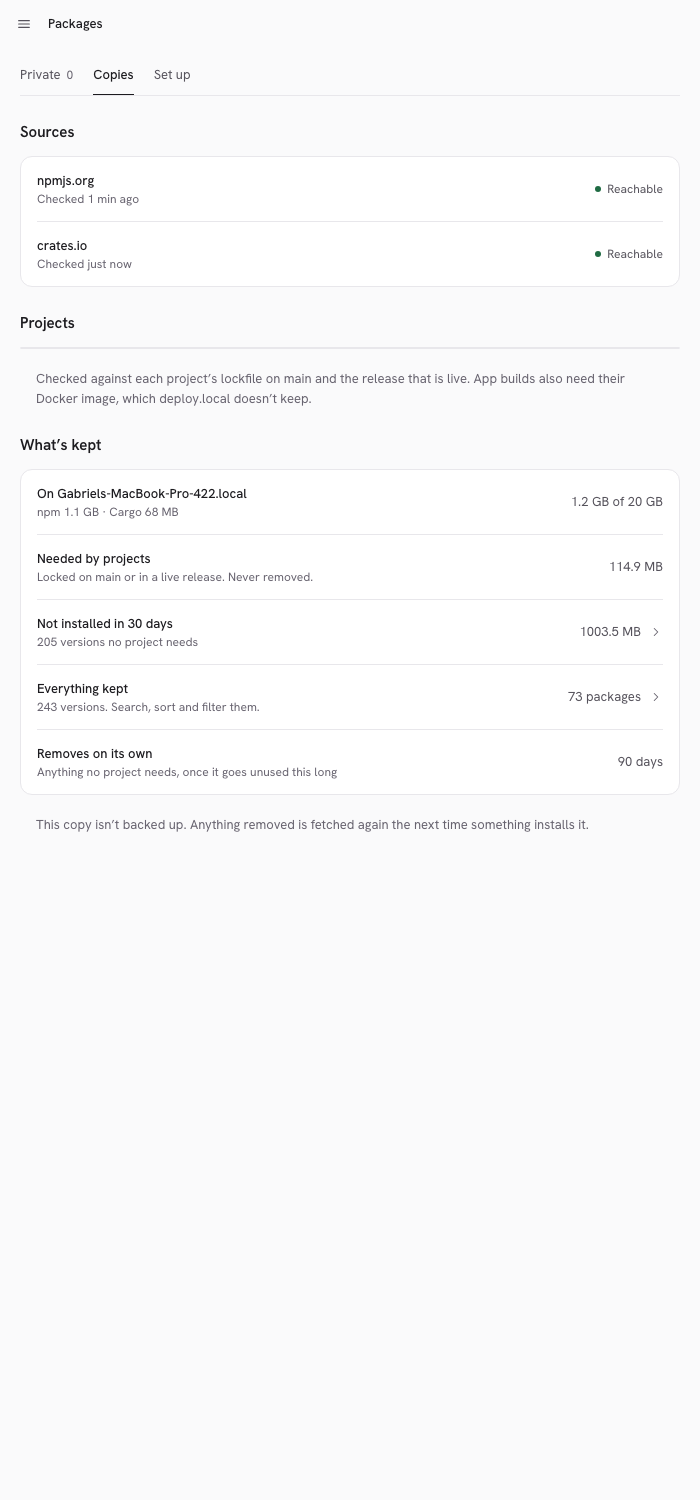 Packages
Private 0
Copies
Set up
Sources
npmjs.org
Checked 1 min ago
Reachable
crates.io
Checked just now
Reachable
Projects
Checked against each project’s lockfile on main and the release that is live. App builds also need their
Docker image, which deploy.local doesn’t keep.
What’s kept
On Gabriels-MacBook-Pro-422.local
npm 1.1 GB · Cargo 68 MB
1.2 GB of 20 GB
Needed by projects
Locked on main or in a live release. Never removed.
114.9 MB
Not installed in 30 days
205 versions no project needs
1003.5 MB
Everything kept
243 versions. Search, sort and filter them.
73 packages
Removes on its own
Anything no project needs, once it goes unused this long
90 days
This copy isn’t backed up. Anything removed is fetched again the next time something installs it.